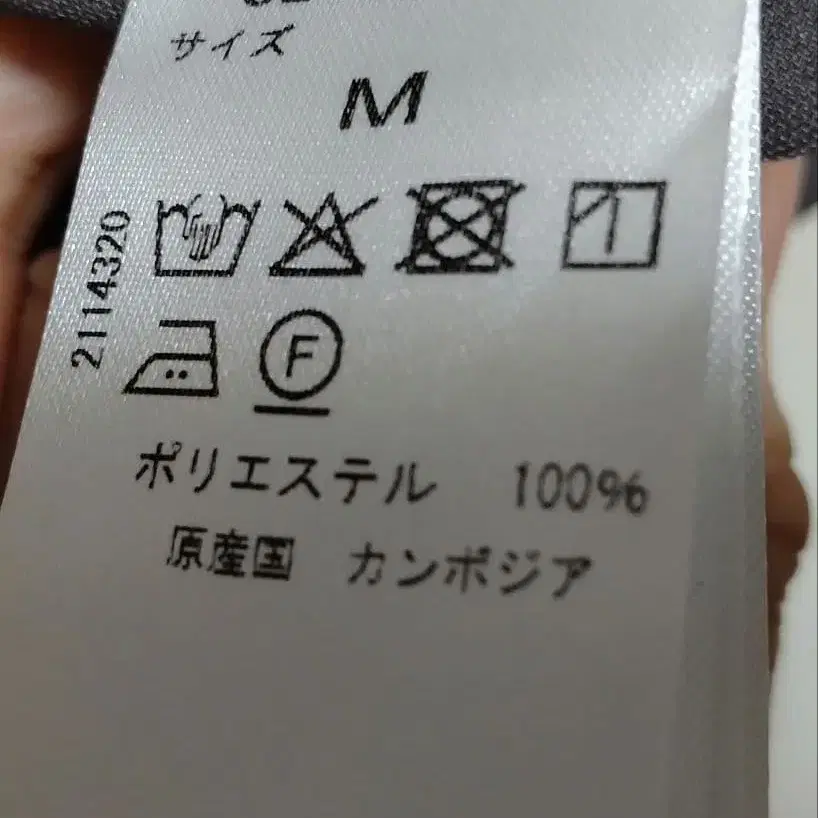 サイズ
M
2114320
F
ポリエステル 100%
原産国 カンボジア